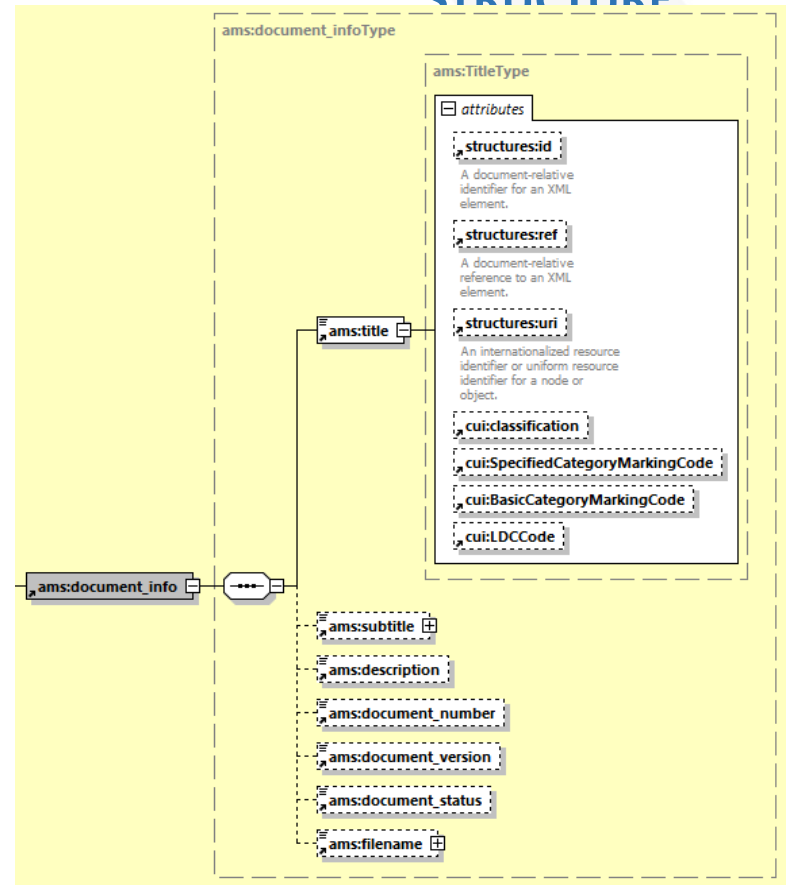 STRUCTURE
ams:document_infoType
ams:TitleType
attributes
structures:id
A document-relative
identifier for an XML
element.
structures:ref
A document-relative
reference to an XML
element.
structures:uri
An internationalized resource
identifier or uniform resource
identifier for a node or
object.
ams:title
cui:classification
cui:SpecifiedCategoryMarkingCode
cui:BasicCategoryMarkingCode
cui:LDCCode
ams:document_info
ams:subtitle
ams:description
ams:document_number
ams:document_version
ams:document_status
ams:filename